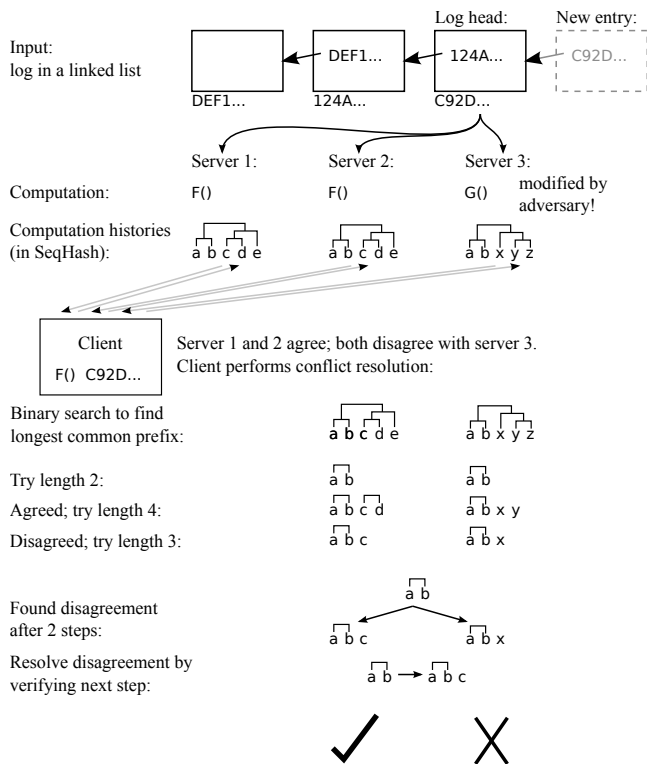 Log head: New entry:
Input:
log in a linked list
DEF1... 124A... C92D...
DEF1... 124A... C92D...
Server 1: Server 2: Server 3:
Computation: F() F() G() modified by
adversary!
Computation histories
(in SeqHash): a b c d e a b c d e a b x y z
Client
F() C92D...
Server 1 and 2 agree; both disagree with server 3.
Client performs conflict resolution:
Binary search to find
longest common prefix: a b c d e a b x y z
Try length 2: a b a b
Agreed; try length 4: a b c d a b x y
Disagreed; try length 3: a b c a b x
a b
Found disagreement
after 2 steps: a b c a b x
Resolve disagreement by
verifying next step: a b a b c